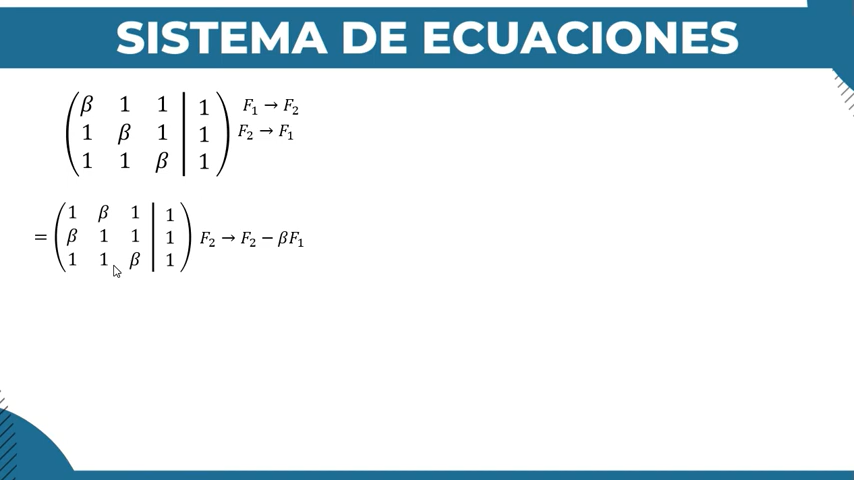 SISTEMA DE ECUACIONES
β 1 1 | 1 F₁ → F₂
1 β 1 | 1 F₂ → F₁
1 1 β | 1
= 1 β 1 | 1
β 1 1 | 1 F₂ → F₂ − βF₁
1 1 β | 1